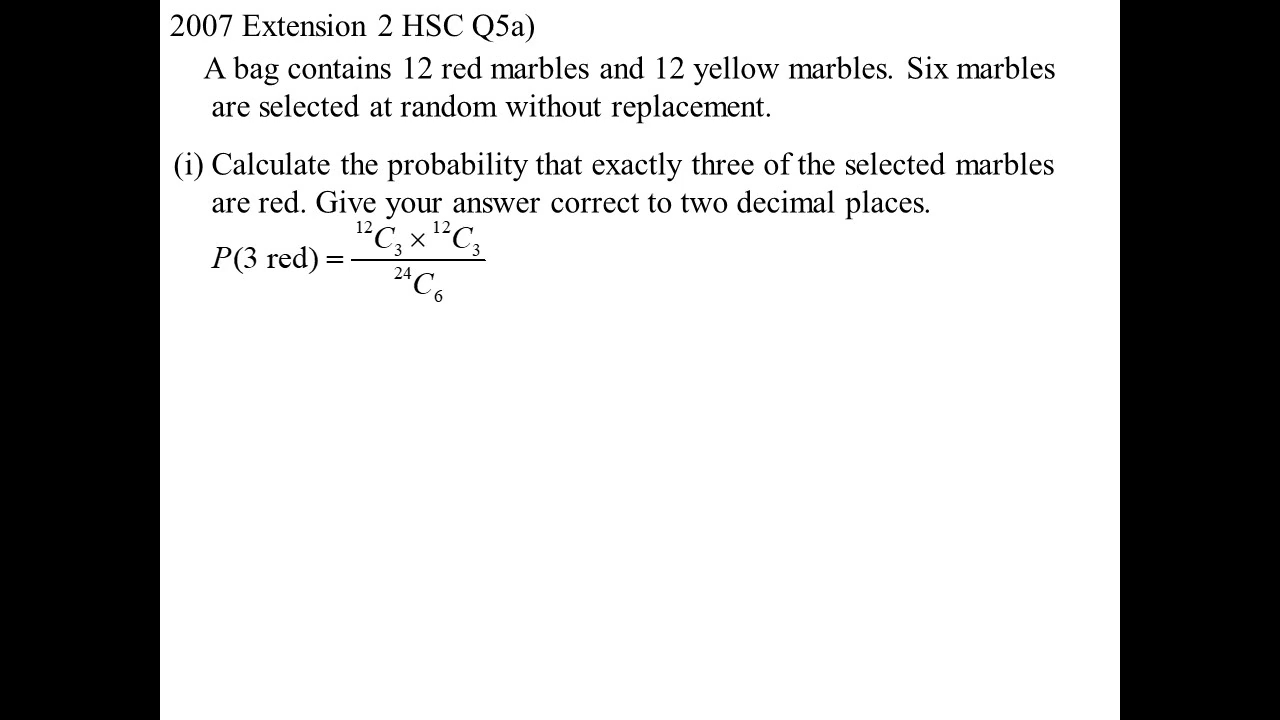 2007 Extension 2 HSC Q5a)
A bag contains 12 red marbles and 12 yellow marbles. Six marbles
are selected at random without replacement.
(i) Calculate the probability that exactly three of the selected marbles
are red. Give your answer correct to two decimal places.
P(3 red) = (¹²C₃ × ¹²C₃) / ²⁴C₆